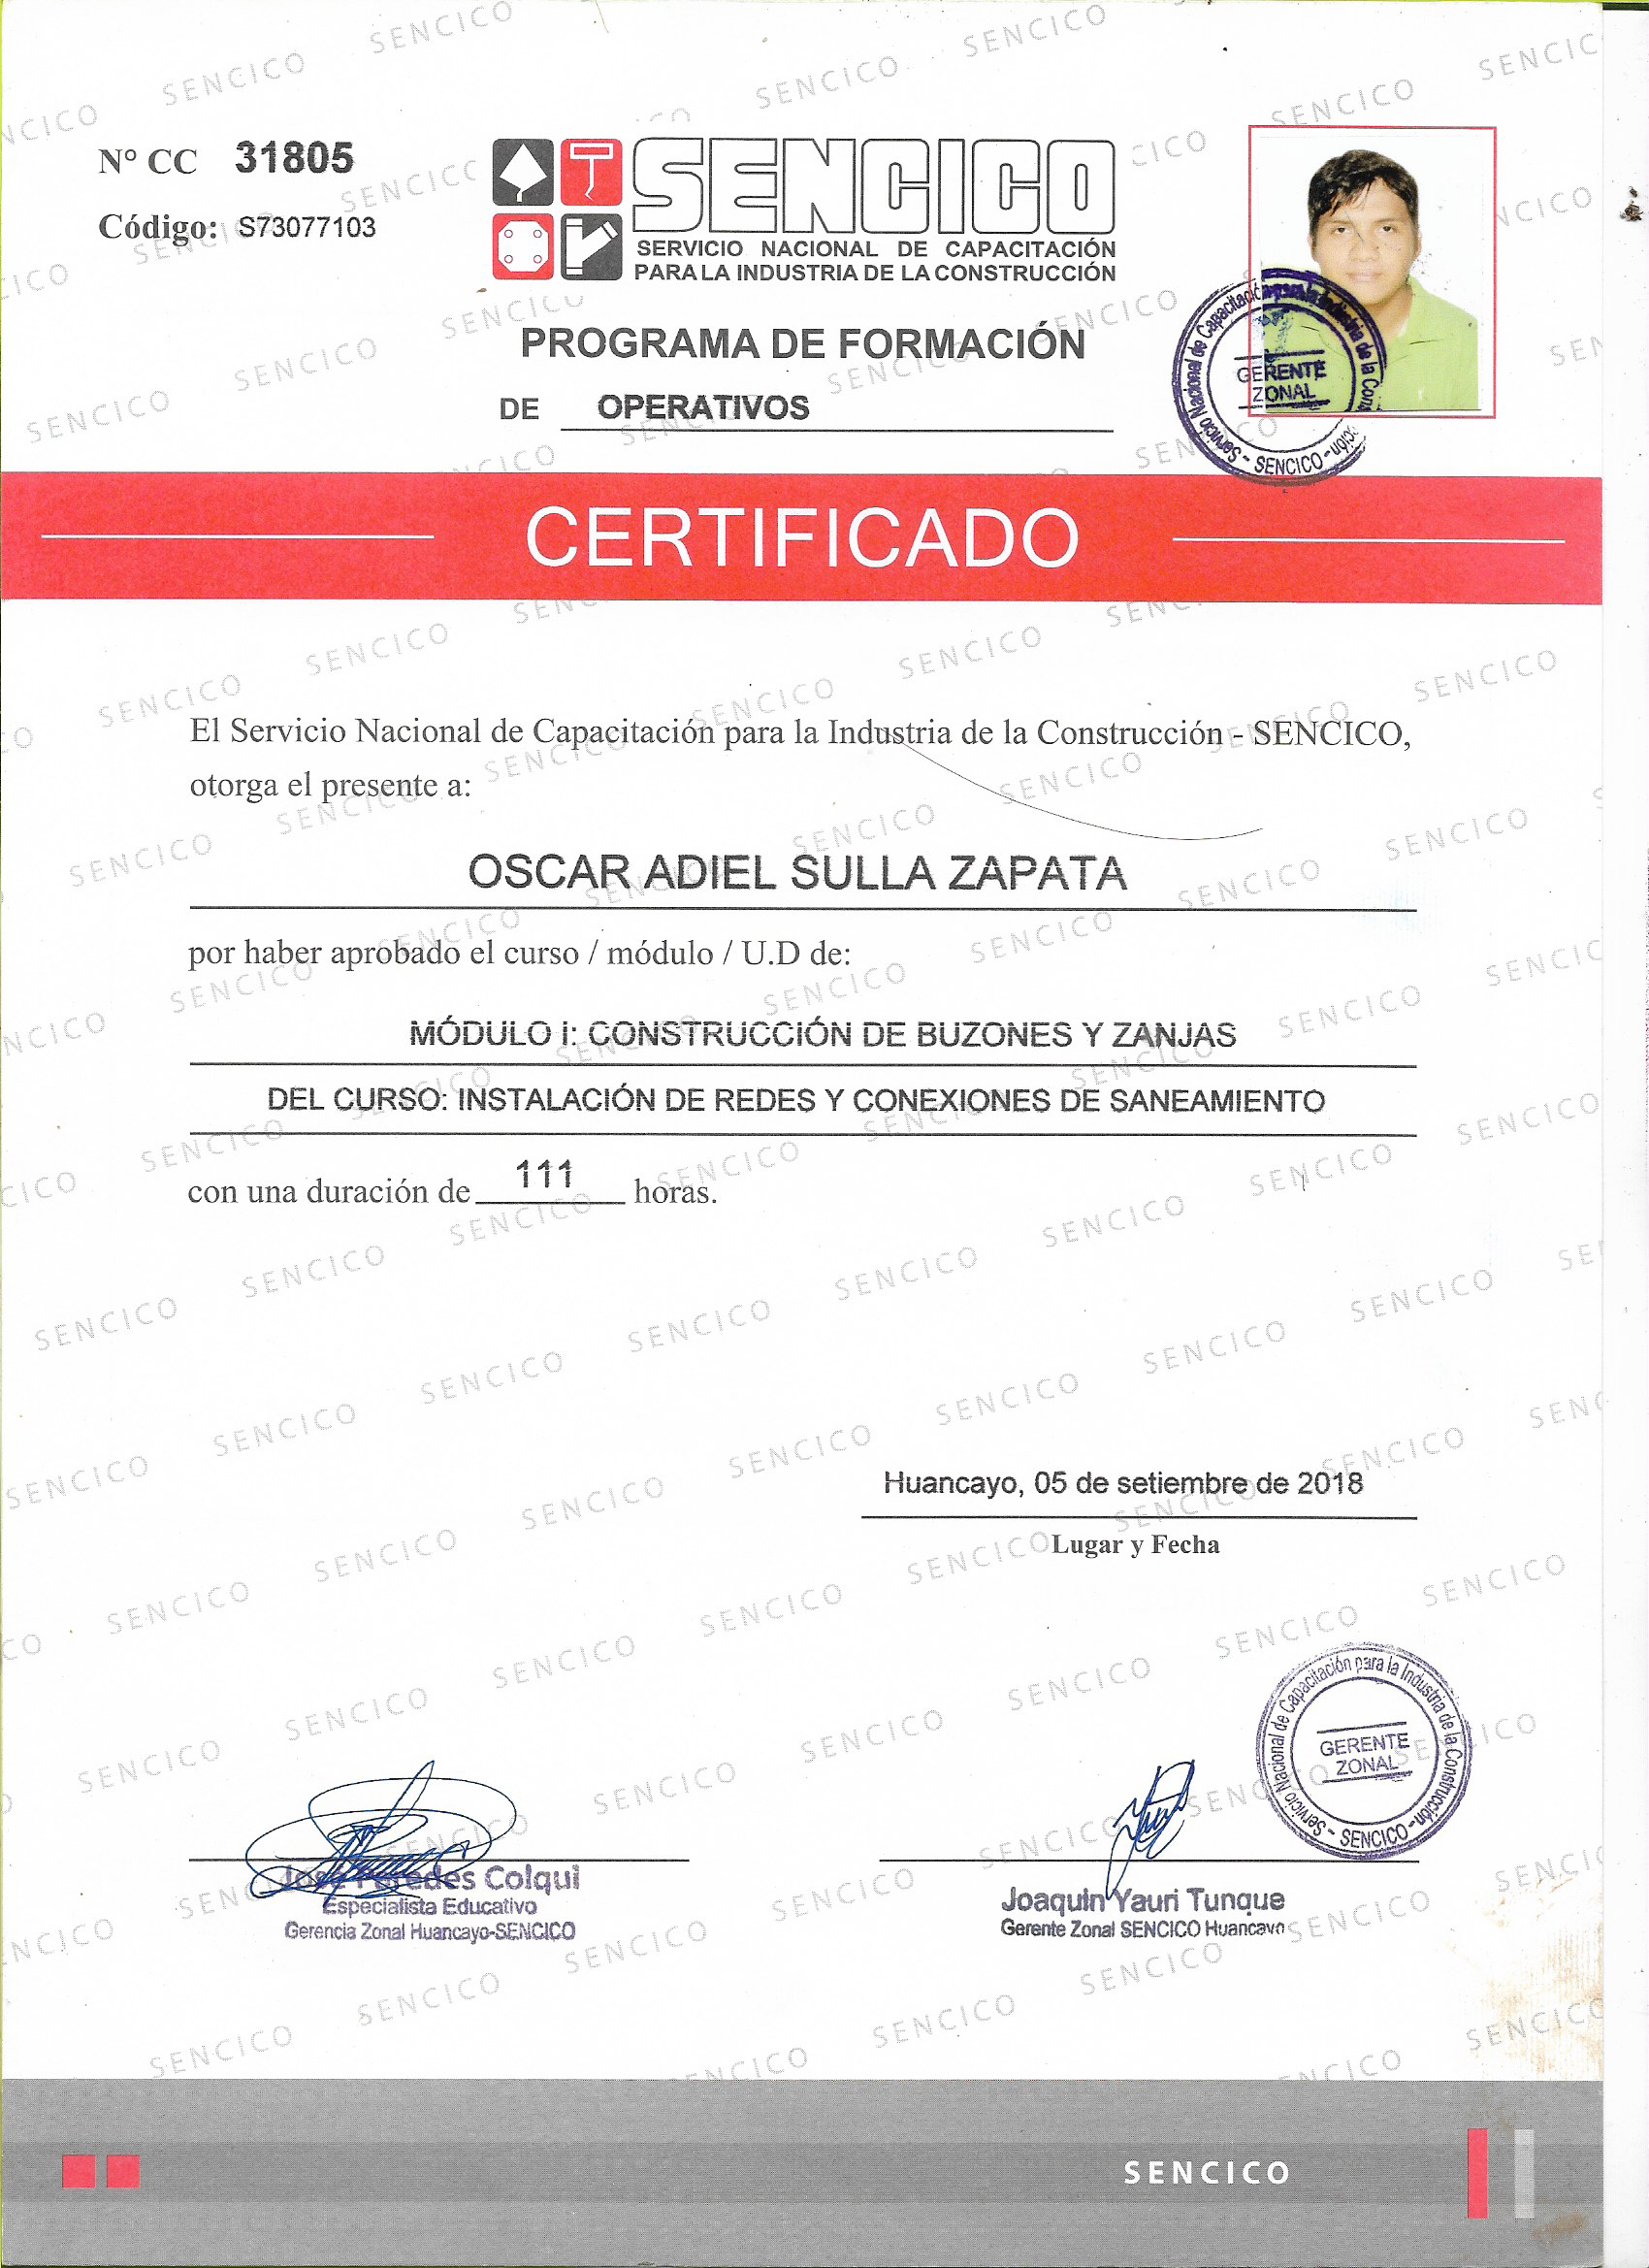 N° CC 31805
Código: S73077103
SENCICO
SERVICIO NACIONAL DE CAPACITACIÓN
PARA LA INDUSTRIA DE LA CONSTRUCCIÓN
PROGRAMA DE FORMACIÓN
DE OPERATIVOS
Servicio Nacional de Capacitación para la Industria de la - SENCICO -
GERENTE
ZONAL
CERTIFICADO
El Servicio Nacional de Capacitación para la Industria de la Construcción - SENCICO,
otorga el presente a:
OSCAR ADIEL SULLA ZAPATA
por haber aprobado el curso / módulo / U.D de:
MÓDULO i: CONSTRUCCIÓN DE BUZONES Y ZANJAS
DEL CURSO: INSTALACIÓN DE REDES Y CONEXIONES DE SANEAMIENTO
con una duración de 111 horas.
Huancayo, 05 de setiembre de 2018
Lugar y Fecha
Servicio Nacional de Capacitación para la Industria de la Construcción - SENCICO -
GERENTE
ZONAL
José Paredes Colqui
Especialista Educativo
Gerencia Zonal Huancayo-SENCICO
Joaquin Yauri Tunque
Gerente Zonal SENCICO Huancayo
SENCICO